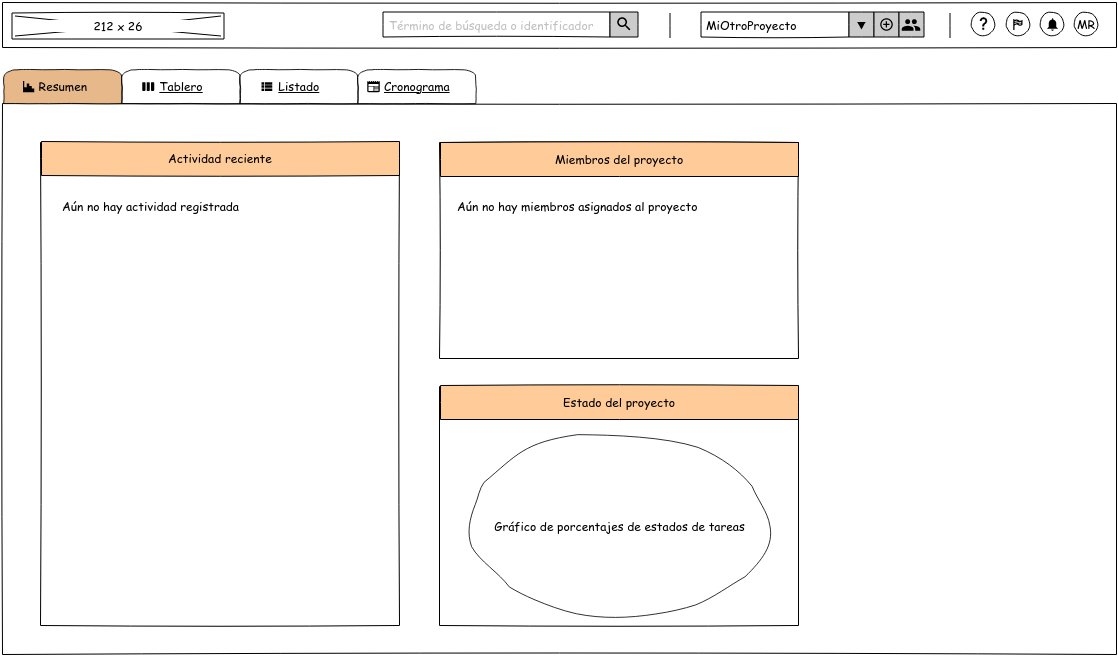 212 x 26
Término de búsqueda o identificador
MiOtroProyecto
?
MR
Resumen
Tablero
Listado
Cronograma
Actividad reciente
Aún no hay actividad registrada
Miembros del proyecto
Aún no hay miembros asignados al proyecto
Estado del proyecto
Gráfico de porcentajes de estados de tareas